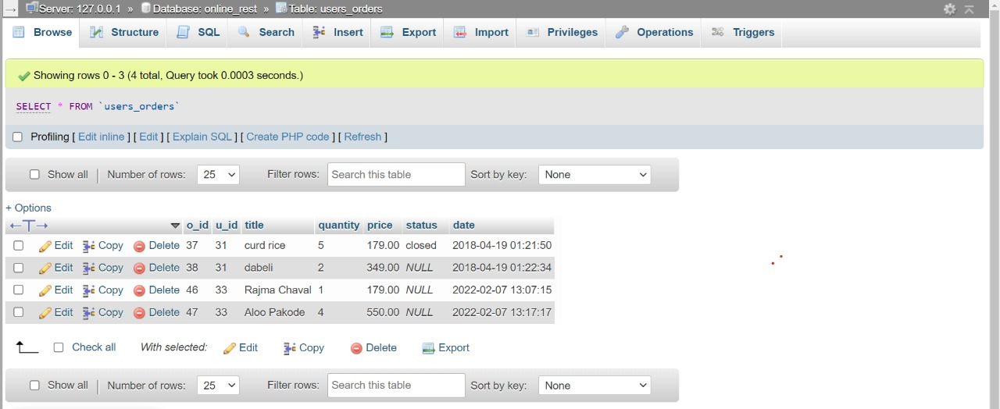 Server: 127.0.0.1 » Database: online_rest » Table: users_orders
Browse Structure SQL Search Insert Export Import Privileges Operations Triggers
Showing rows 0 - 3 (4 total, Query took 0.0003 seconds.)
SELECT * FROM `users_orders`
Profiling [ Edit inline ] [ Edit ] [ Explain SQL ] [ Create PHP code ] [ Refresh ]
Show all | Number of rows: 25 Filter rows: Search this table Sort by key: None
+ Options
←T→ o_id u_id title quantity price status date
Edit Copy Delete 37 31 curd rice 5 179.00 closed 2018-04-19 01:21:50
Edit Copy Delete 38 31 dabeli 2 349.00 NULL 2018-04-19 01:22:34
Edit Copy Delete 46 33 Rajma Chaval 1 179.00 NULL 2022-02-07 13:07:15
Edit Copy Delete 47 33 Aloo Pakode 4 550.00 NULL 2022-02-07 13:17:17
Check all With selected: Edit Copy Delete Export
Show all | Number of rows: 25 Filter rows: Search this table Sort by key: None